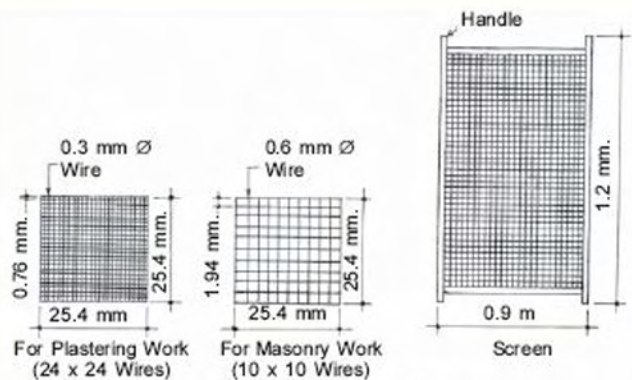 Handle
0.3 mm Ø
Wire
0.6 mm Ø
Wire
0.76 mm.
25.4 mm.
1.94 mm.
25.4 mm.
1.2 mm.
25.4 mm
25.4 mm
0.9 m
For Plastering Work
(24 x 24 Wires)
For Masonry Work
(10 x 10 Wires)
Screen